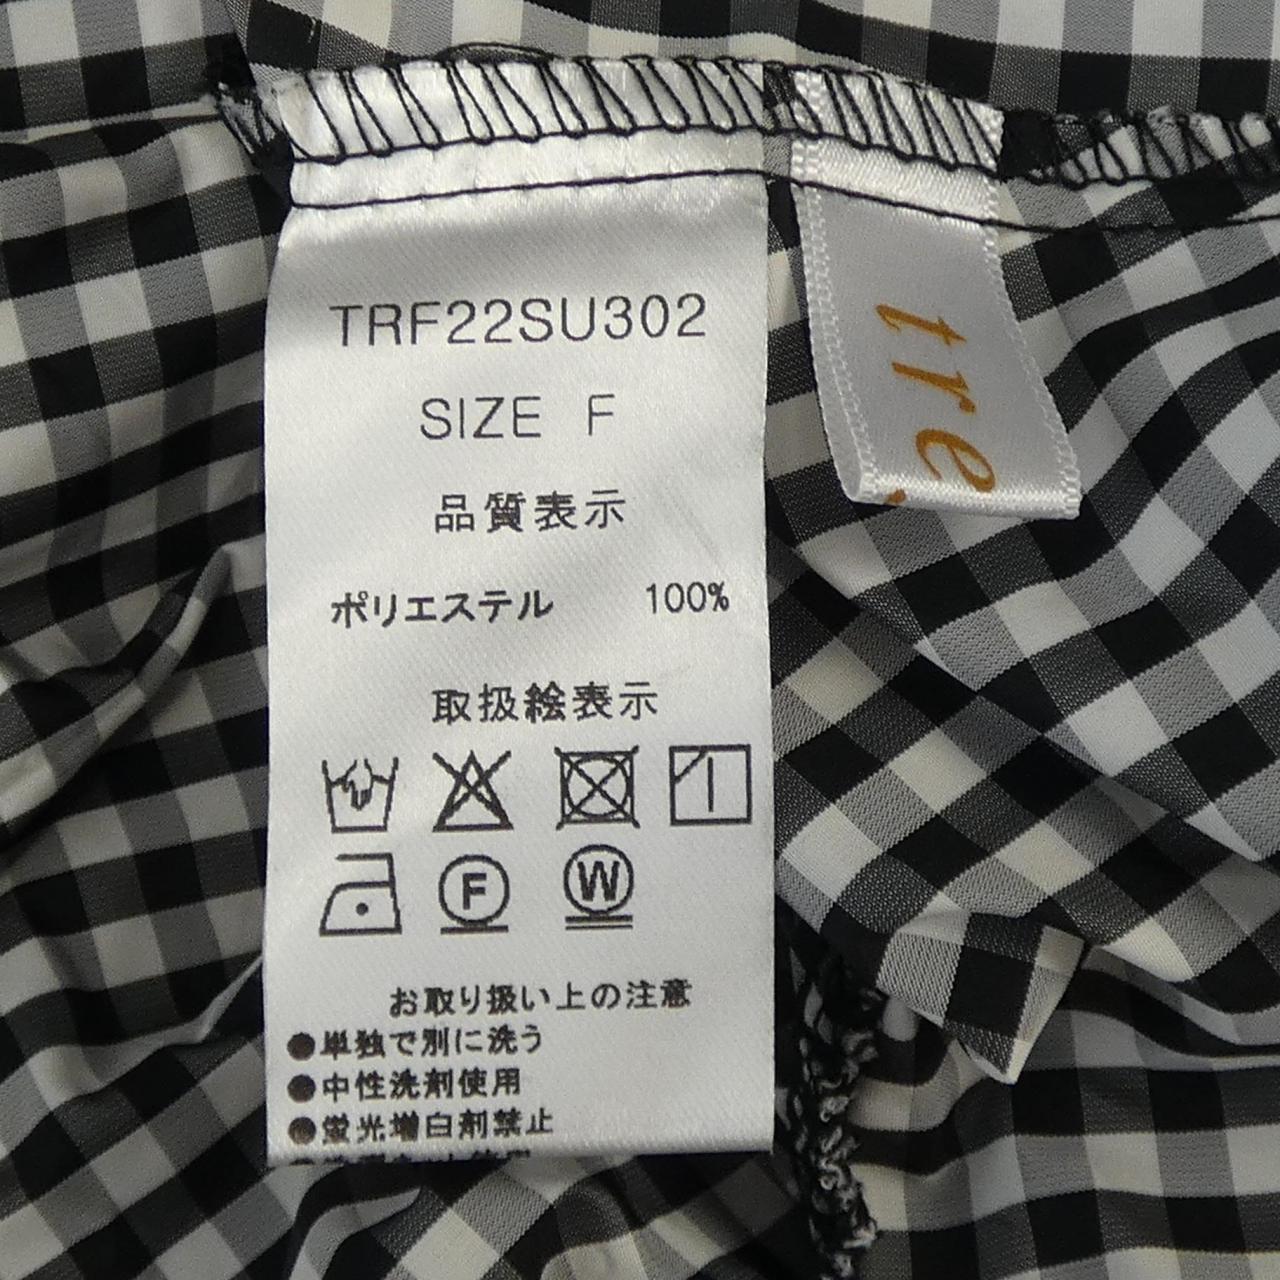 TRF22SU302
SIZE F
品質表示
ポリエステル 100%
取扱絵表示
F W
お取り扱い上の注意
●単独で別に洗う
●中性洗剤使用
●蛍光増白剤禁止
tre